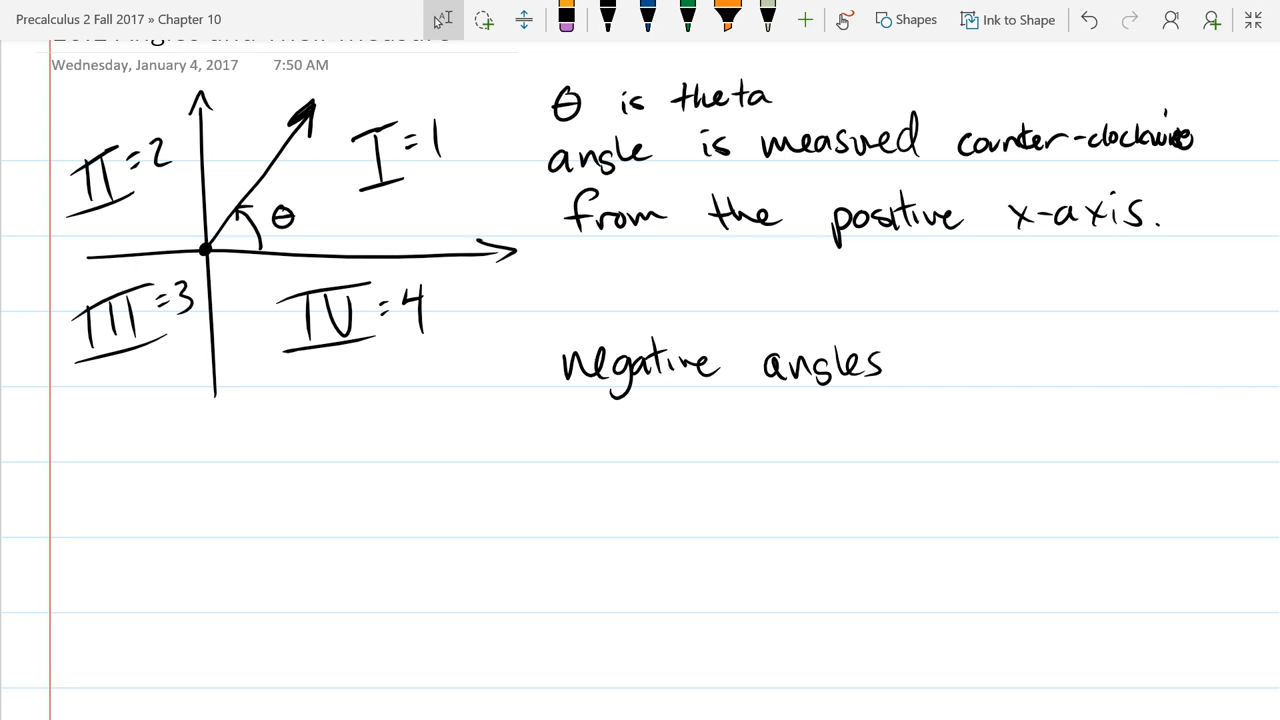 Precalculus 2 Fall 2017 » Chapter 10
Shapes
Ink to Shape
Wednesday, January 4, 2017 7:50 AM
II = 2
I = 1
θ
III = 3
IV = 4
θ is theta
angle is measued counter-clockwise
from the positive x-axis.
negative angles